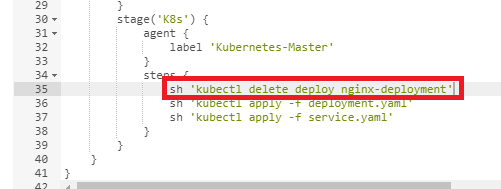 29 }
30 stage('K8s') {
31 agent {
32 label 'Kubernetes-Master'
33 }
34 steps {
35 sh 'kubectl delete deploy nginx-deployment'
36 sh 'kubectl apply -f deployment.yaml'
37 sh 'kubectl apply -f service.yaml'
38 }
39 }
40 }
41 }
42